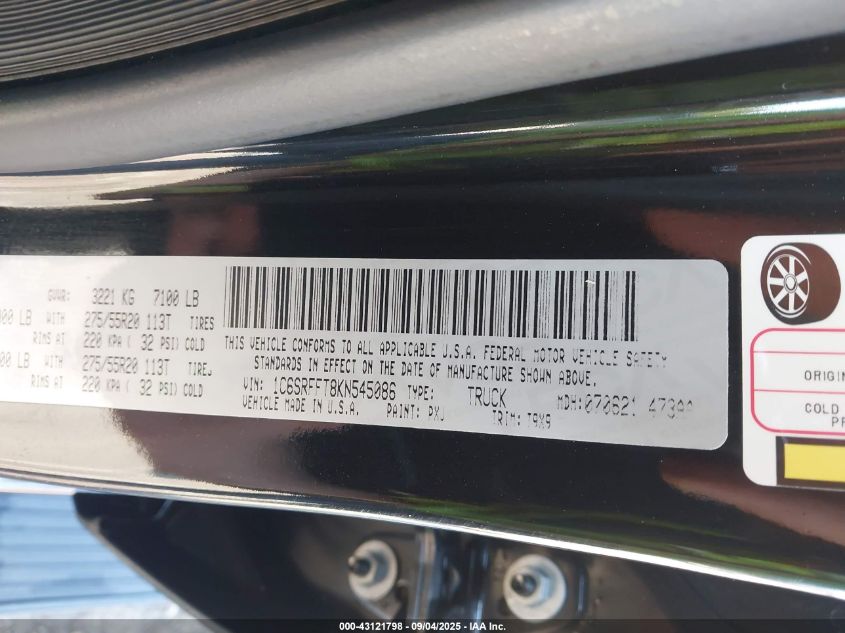 GVWR: 3221 KG 7100 LB
00 LB WITH 275/55R20 113T TIRES
RIMS AT 220 KPA ( 32 PSI) COLD
00 LB WITH 275/55R20 113T TIRES
RIMS AT 220 KPA ( 32 PSI) COLD
THIS VEHICLE CONFORMS TO ALL APPLICABLE U.S.A. FEDERAL MOTOR VEHICLE SAFETY
STANDARDS IN EFFECT ON THE DATE OF MANUFACTURE SHOWN ABOVE.
VIN: 1C6SRFFT8KN545086 TYPE: TRUCK MDH:070621
VEHICLE MADE IN U.S.A. PAINT: PXJ TRIM: T9X9
ORIGIN
COLD
PR
000-43121798 - 09/04/2025 - IAA Inc.